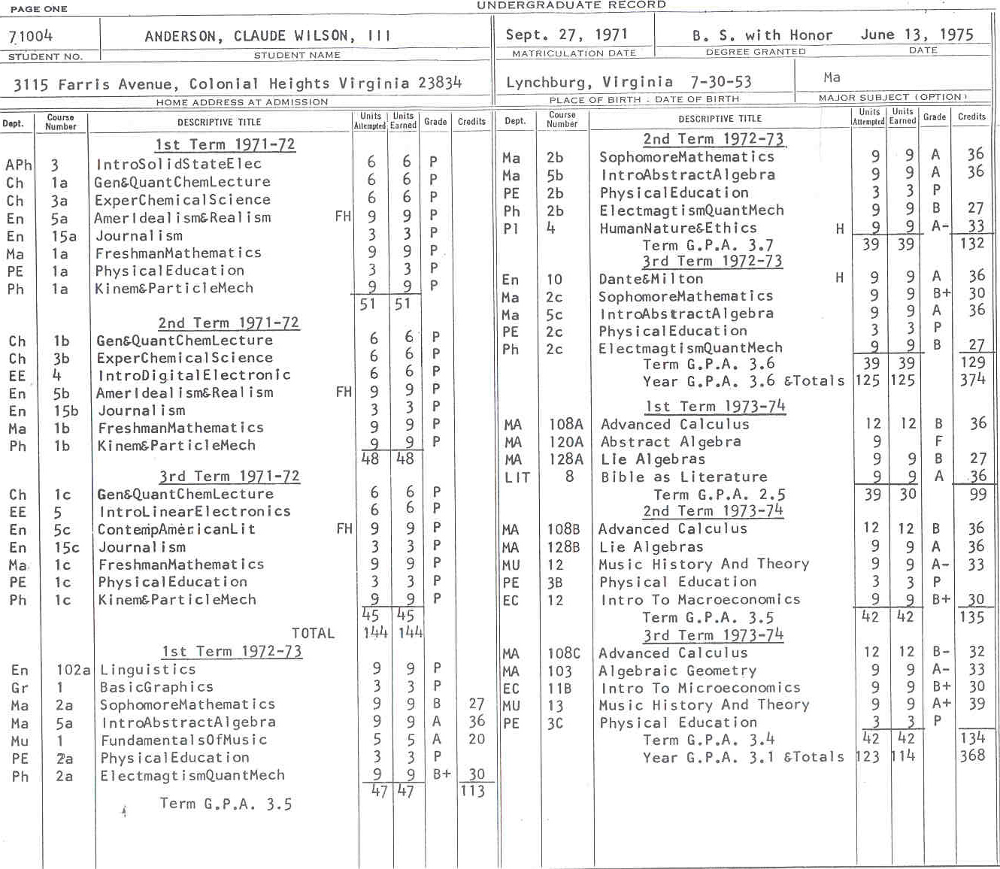 PAGE ONE
UNDERGRADUATE RECORD
71004 ANDERSON, CLAUDE WILSON, III Sept. 27, 1971 B. S. with Honor June 13, 1975
STUDENT NO. STUDENT NAME MATRICULATION DATE DEGREE GRANTED DATE
3115 Farris Avenue, Colonial Heights Virginia 23834 Lynchburg, Virginia 7-30-53 Ma
HOME ADDRESS AT ADMISSION PLACE OF BIRTH - DATE OF BIRTH MAJOR SUBJECT (OPTION)
Dept. Course Number DESCRIPTIVE TITLE Units Attempted Units Earned Grade Credits
1st Term 1971-72
APh 3 IntroSolidStateElec 6 6 P
Ch 1a Gen&QuantChemLecture 6 6 P
Ch 3a ExperChemicalScience 6 6 P
En 5a AmerIdealism&Realism FH 9 9 P
En 15a Journalism 3 3 P
Ma 1a FreshmanMathematics 9 9 P
PE 1a PhysicalEducation 3 3 P
Ph 1a Kinem&ParticleMech 9 9 P
51 51
2nd Term 1971-72
Ch 1b Gen&QuantChemLecture 6 6 P
Ch 3b ExperChemicalScience 6 6 P
EE 4 IntroDigitalElectronic 6 6 P
En 5b AmerIdealism&Realism FH 9 9 P
En 15b Journalism 3 3 P
Ma 1b FreshmanMathematics 9 9 P
Ph 1b Kinem&ParticleMech 9 9 P
48 48
3rd Term 1971-72
Ch 1c Gen&QuantChemLecture 6 6 P
EE 5 IntroLinearElectronics 6 6 P
En 5c ContempAmericanLit FH 9 9 P
En 15c Journalism 3 3 P
Ma 1c FreshmanMathematics 9 9 P
PE 1c PhysicalEducation 3 3 P
Ph 1c Kinem&ParticleMech 9 9 P
45 45
TOTAL 144 144
1st Term 1972-73
En 102a Linguistics 9 9 P
Gr 1 BasicGraphics 3 3 P
Ma 2a SophomoreMathematics 9 9 B 27
Ma 5a IntroAbstractAlgebra 9 9 A 36
Mu 1 FundamentalsOfMusic 5 5 A 20
PE 2a PhysicalEducation 3 3 P
Ph 2a ElectmagtismQuantMech 9 9 B+ 30
47 47 113
Term G.P.A. 3.5
Dept. Course Number DESCRIPTIVE TITLE Units Attempted Units Earned Grade Credits
2nd Term 1972-73
Ma 2b SophomoreMathematics 9 9 A 36
Ma 5b IntroAbstractAlgebra 9 9 A 36
PE 2b PhysicalEducation 3 3 P
Ph 2b ElectmagtismQuantMech 9 9 B 27
Pl 4 HumanNature&Ethics H 9 9 A- 33
Term G.P.A. 3.7 39 39 132
3rd Term 1972-73
En 10 Dante&Milton H 9 9 A 36
Ma 2c SophomoreMathematics 9 9 B+ 30
Ma 5c IntroAbstractAlgebra 9 9 A 36
PE 2c PhysicalEducation 3 3 P
Ph 2c ElectmagtismQuantMech 9 9 B 27
Term G.P.A. 3.6 39 39 129
Year G.P.A. 3.6 &Totals 125 125 374
1st Term 1973-74
MA 108A Advanced Calculus 12 12 B 36
MA 120A Abstract Algebra 9 F
MA 128A Lie Algebras 9 9 B 27
LIT 8 Bible as Literature 9 9 A 36
Term G.P.A. 2.5 39 30 99
2nd Term 1973-74
MA 108B Advanced Calculus 12 12 B 36
MA 128B Lie Algebras 9 9 A 36
MU 12 Music History And Theory 9 9 A- 33
PE 3B Physical Education 3 3 P
EC 12 Intro To Macroeconomics 9 9 B+ 30
Term G.P.A. 3.5 42 42 135
3rd Term 1973-74
MA 108C Advanced Calculus 12 12 B- 32
MA 103 Algebraic Geometry 9 9 A- 33
EC 11B Intro To Microeconomics 9 9 B+ 30
MU 13 Music History And Theory 9 9 A+ 39
PE 3C Physical Education 3 3 P
Term G.P.A. 3.4 42 42 134
Year G.P.A. 3.1 &Totals 123 114 368